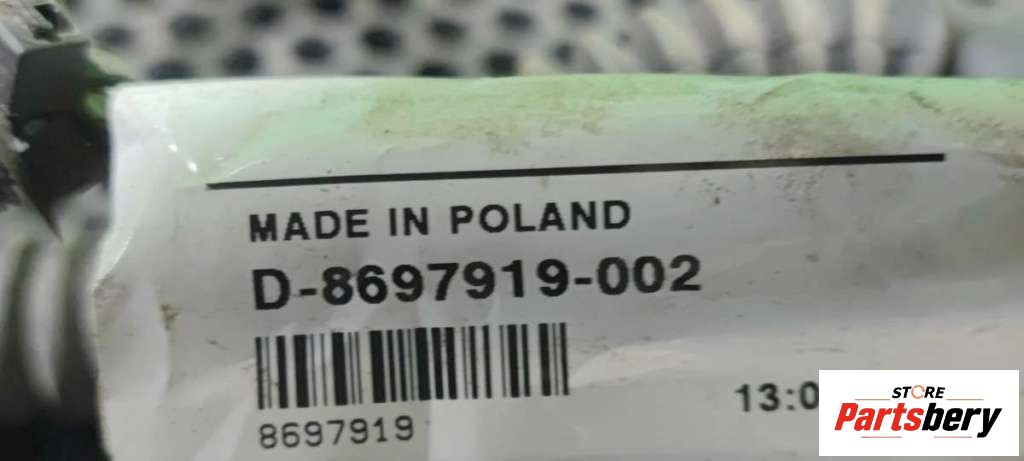 MADE IN POLAND
D-8697919-002
8697919
13:0
STORE
Partsbery